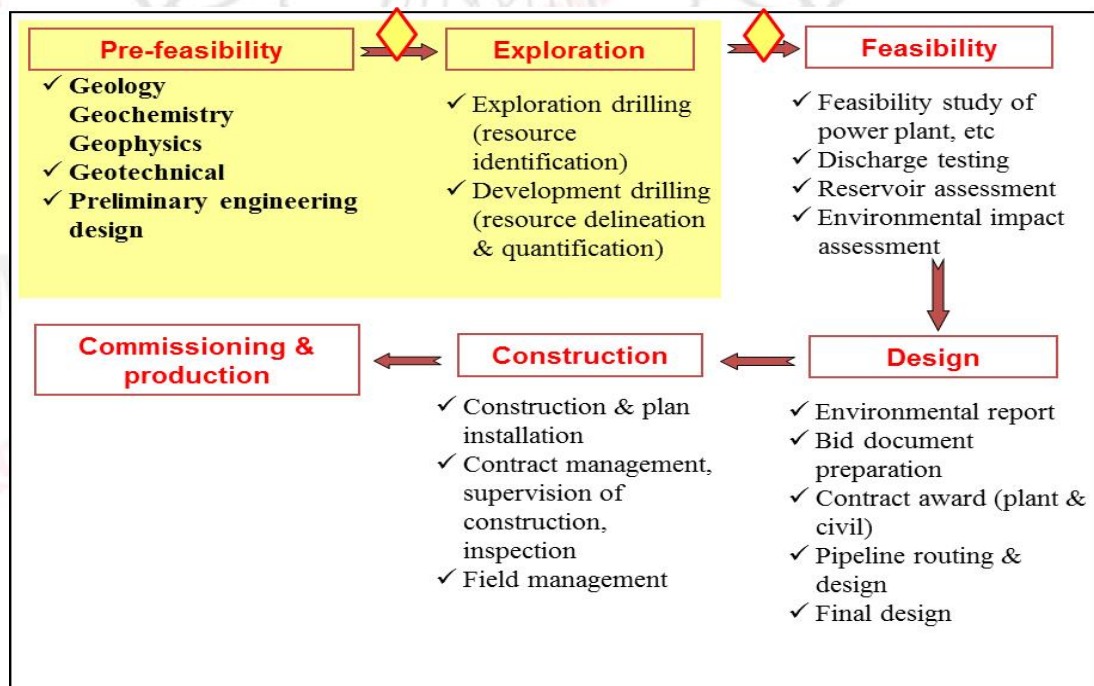 Pre-feasibility
✓ Geology
Geochemistry
Geophysics
✓ Geotechnical
✓ Preliminary engineering
design
Exploration
✓ Exploration drilling
(resource
identification)
✓ Development drilling
(resource delineation
& quantification)
Feasibility
✓ Feasibility study of
power plant, etc
✓ Discharge testing
✓ Reservoir assessment
✓ Environmental impact
assessment
Design
✓ Environmental report
✓ Bid document
preparation
✓ Contract award (plant &
civil)
✓ Pipeline routing &
design
✓ Final design
Construction
✓ Construction & plan
installation
✓ Contract management,
supervision of
construction,
inspection
✓ Field management
Commissioning &
production